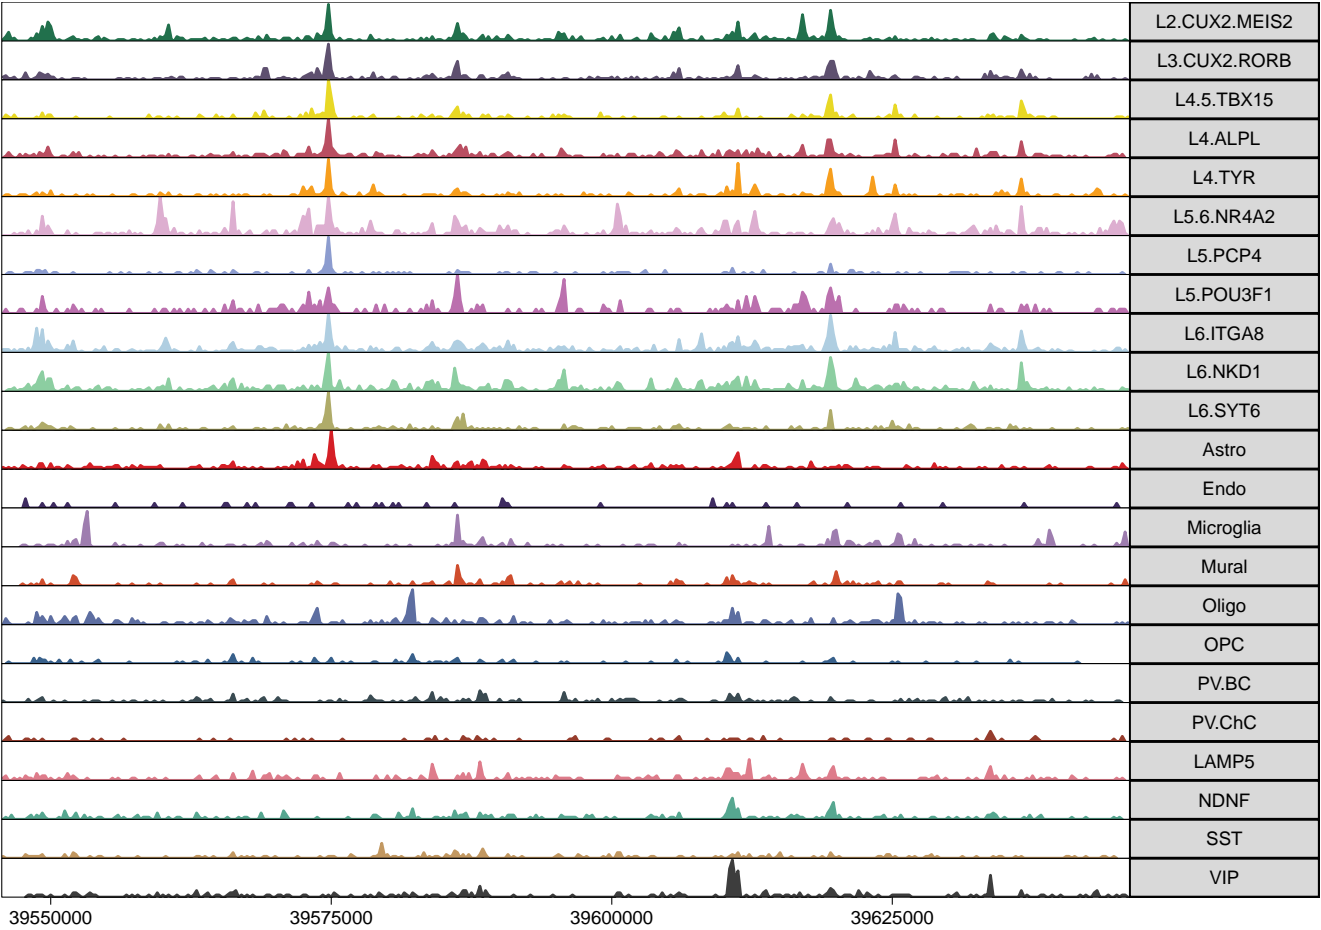 L2.CUX2.MEIS2
L3.CUX2.RORB
L4.5.TBX15
L4.ALPL
L4.TYR
L5.6.NR4A2
L5.PCP4
L5.POU3F1
L6.ITGA8
L6.NKD1
L6.SYT6
Astro
Endo
Microglia
Mural
Oligo
OPC
PV.BC
PV.ChC
LAMP5
NDNF
SST
VIP
39550000 39575000 39600000 39625000